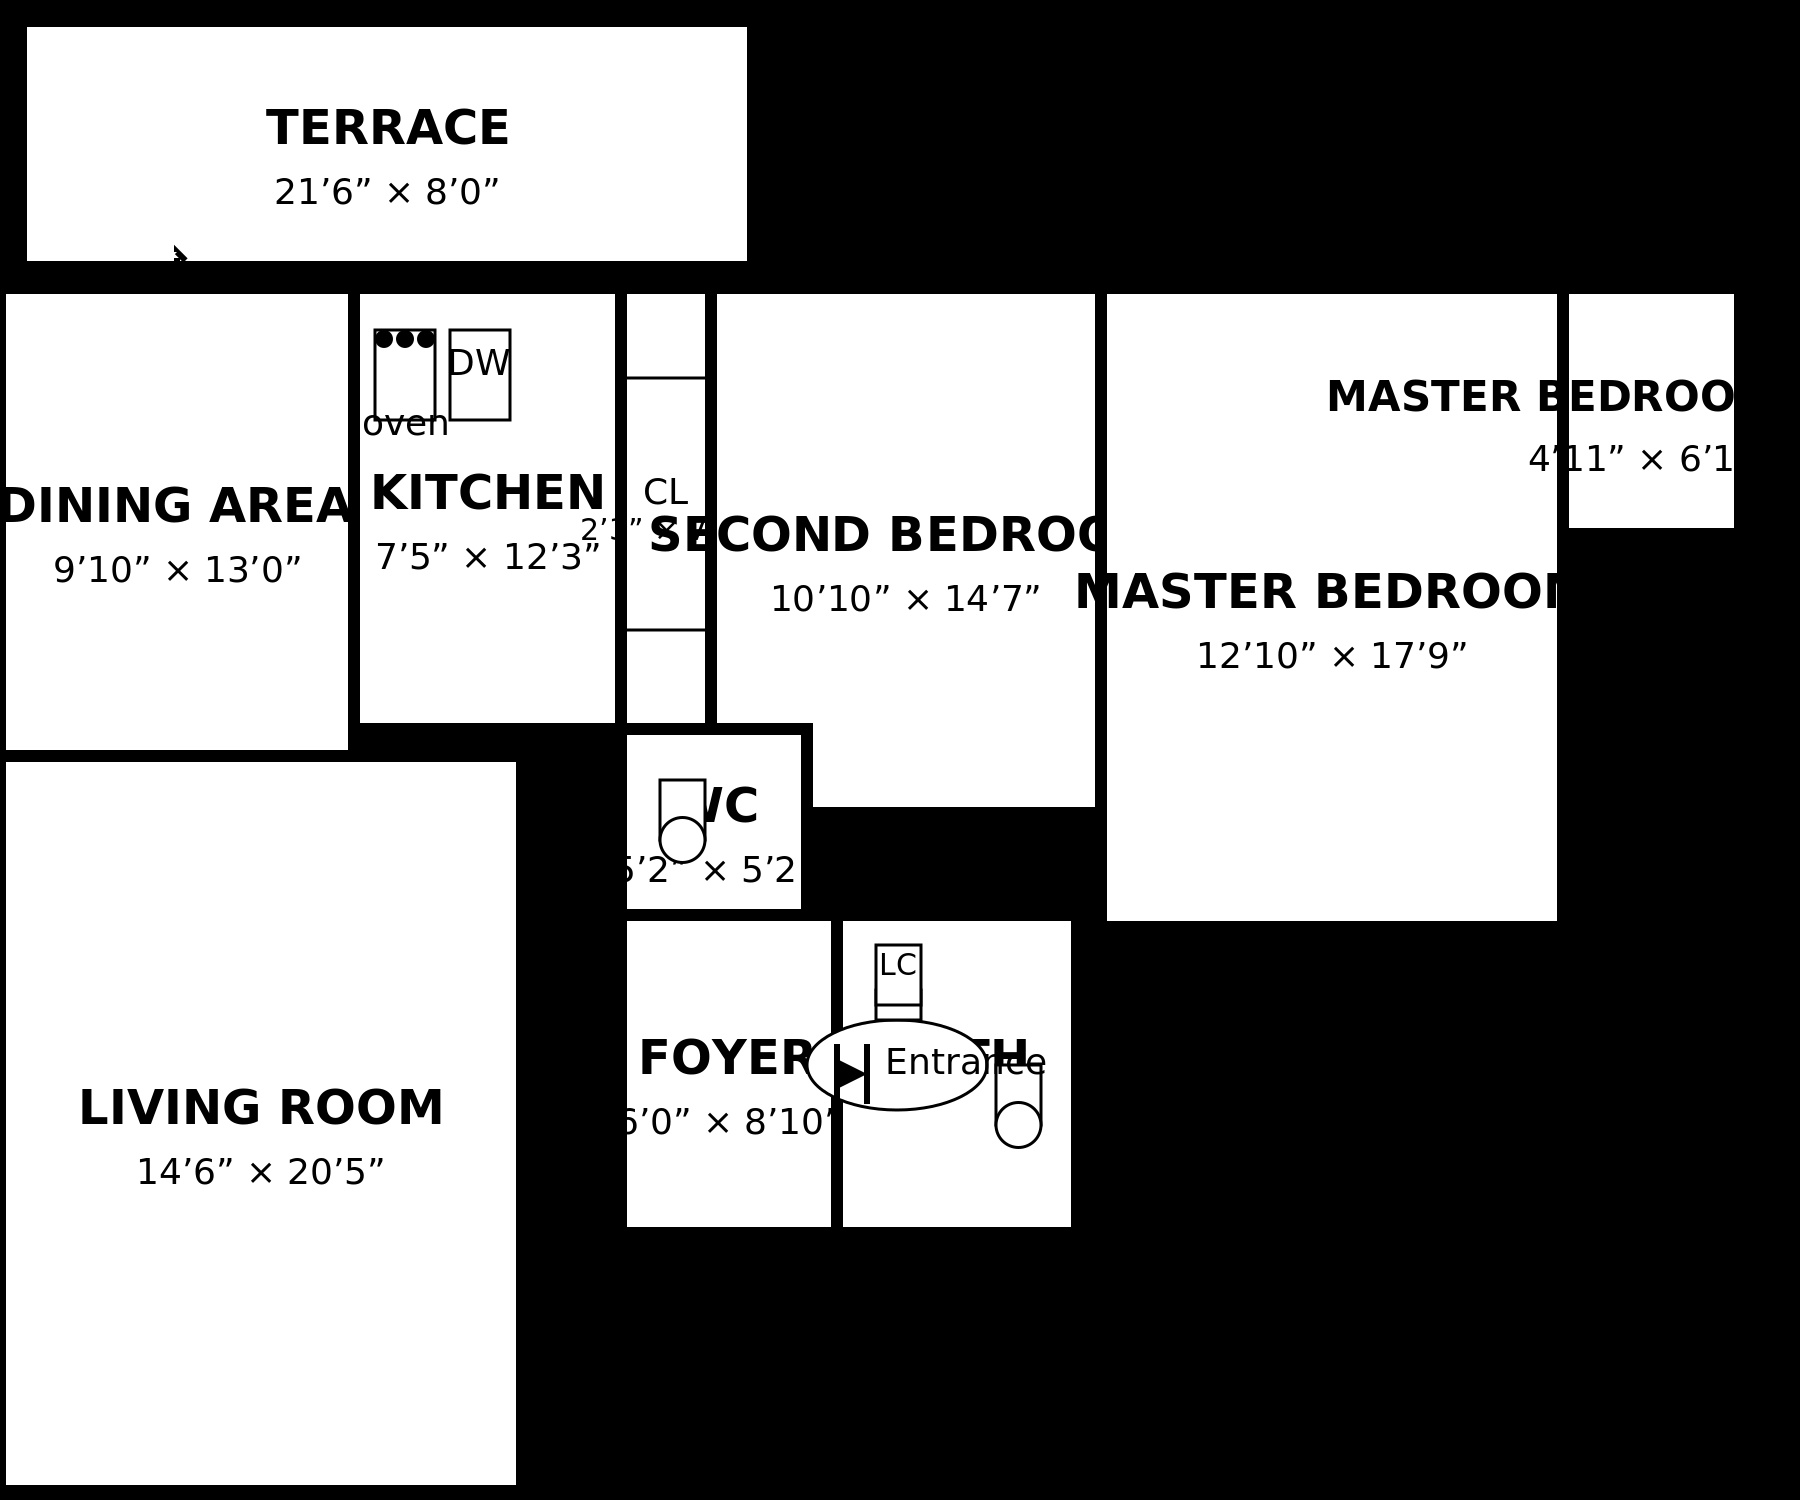 TERRACE
21’6” × 8’0”
DINING AREA
9’10” × 13’0”
oven
DW
KITCHEN
7’5” × 12’3”
CL
2’3” ×
SECOND BEDROO
10’10” × 14’7”
MASTER BEDROOM
12’10” × 17’9”
MASTER BEDROO
4’11” × 6’1
WC
5’2” × 5’2
LIVING ROOM
14’6” × 20’5”
FOYER
6’0” × 8’10”
LC
TH
Entrance